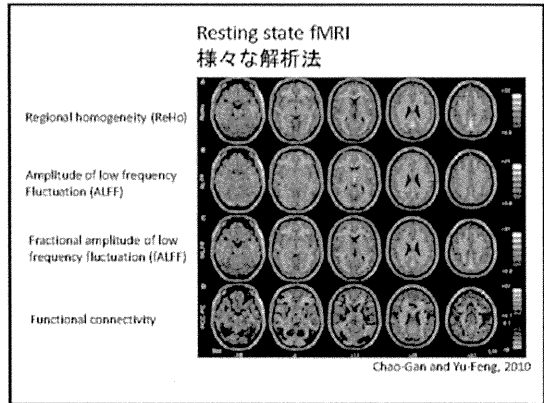 Resting state fMRI
様々な解析法
Regional homogeneity (ReHo)
Amplitude of low frequency
Fluctuation (ALFF)
Fractional amplitude of low
frequency fluctuation (fALFF)
Functional connectivity
Chao-Gan and Yu-Feng, 2010